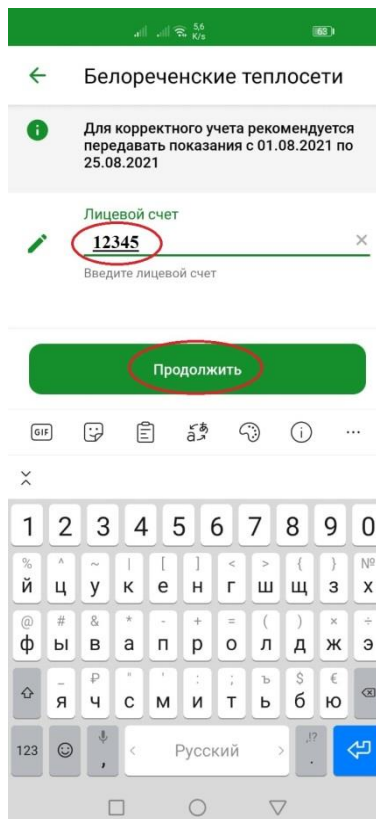 5,6
K/s
63
Белореченские теплосети
Для корректного учета рекомендуется
передавать показания с 01.08.2021 по
25.08.2021
Лицевой счет
12345
Введите лицевой счет
Продолжить
GIF
1 2 3 4 5 6 7 8 9 0
% ^ ~ | [ ] < > { } №
й ц у к е н г ш щ з х
@ # & * - + = ( ) × ÷
ф ы в а п р о л д ж э
_ ₽ " ' : ; ъ $ €
я ч с м и т ь б ю
123 , < Русский > ,!? .